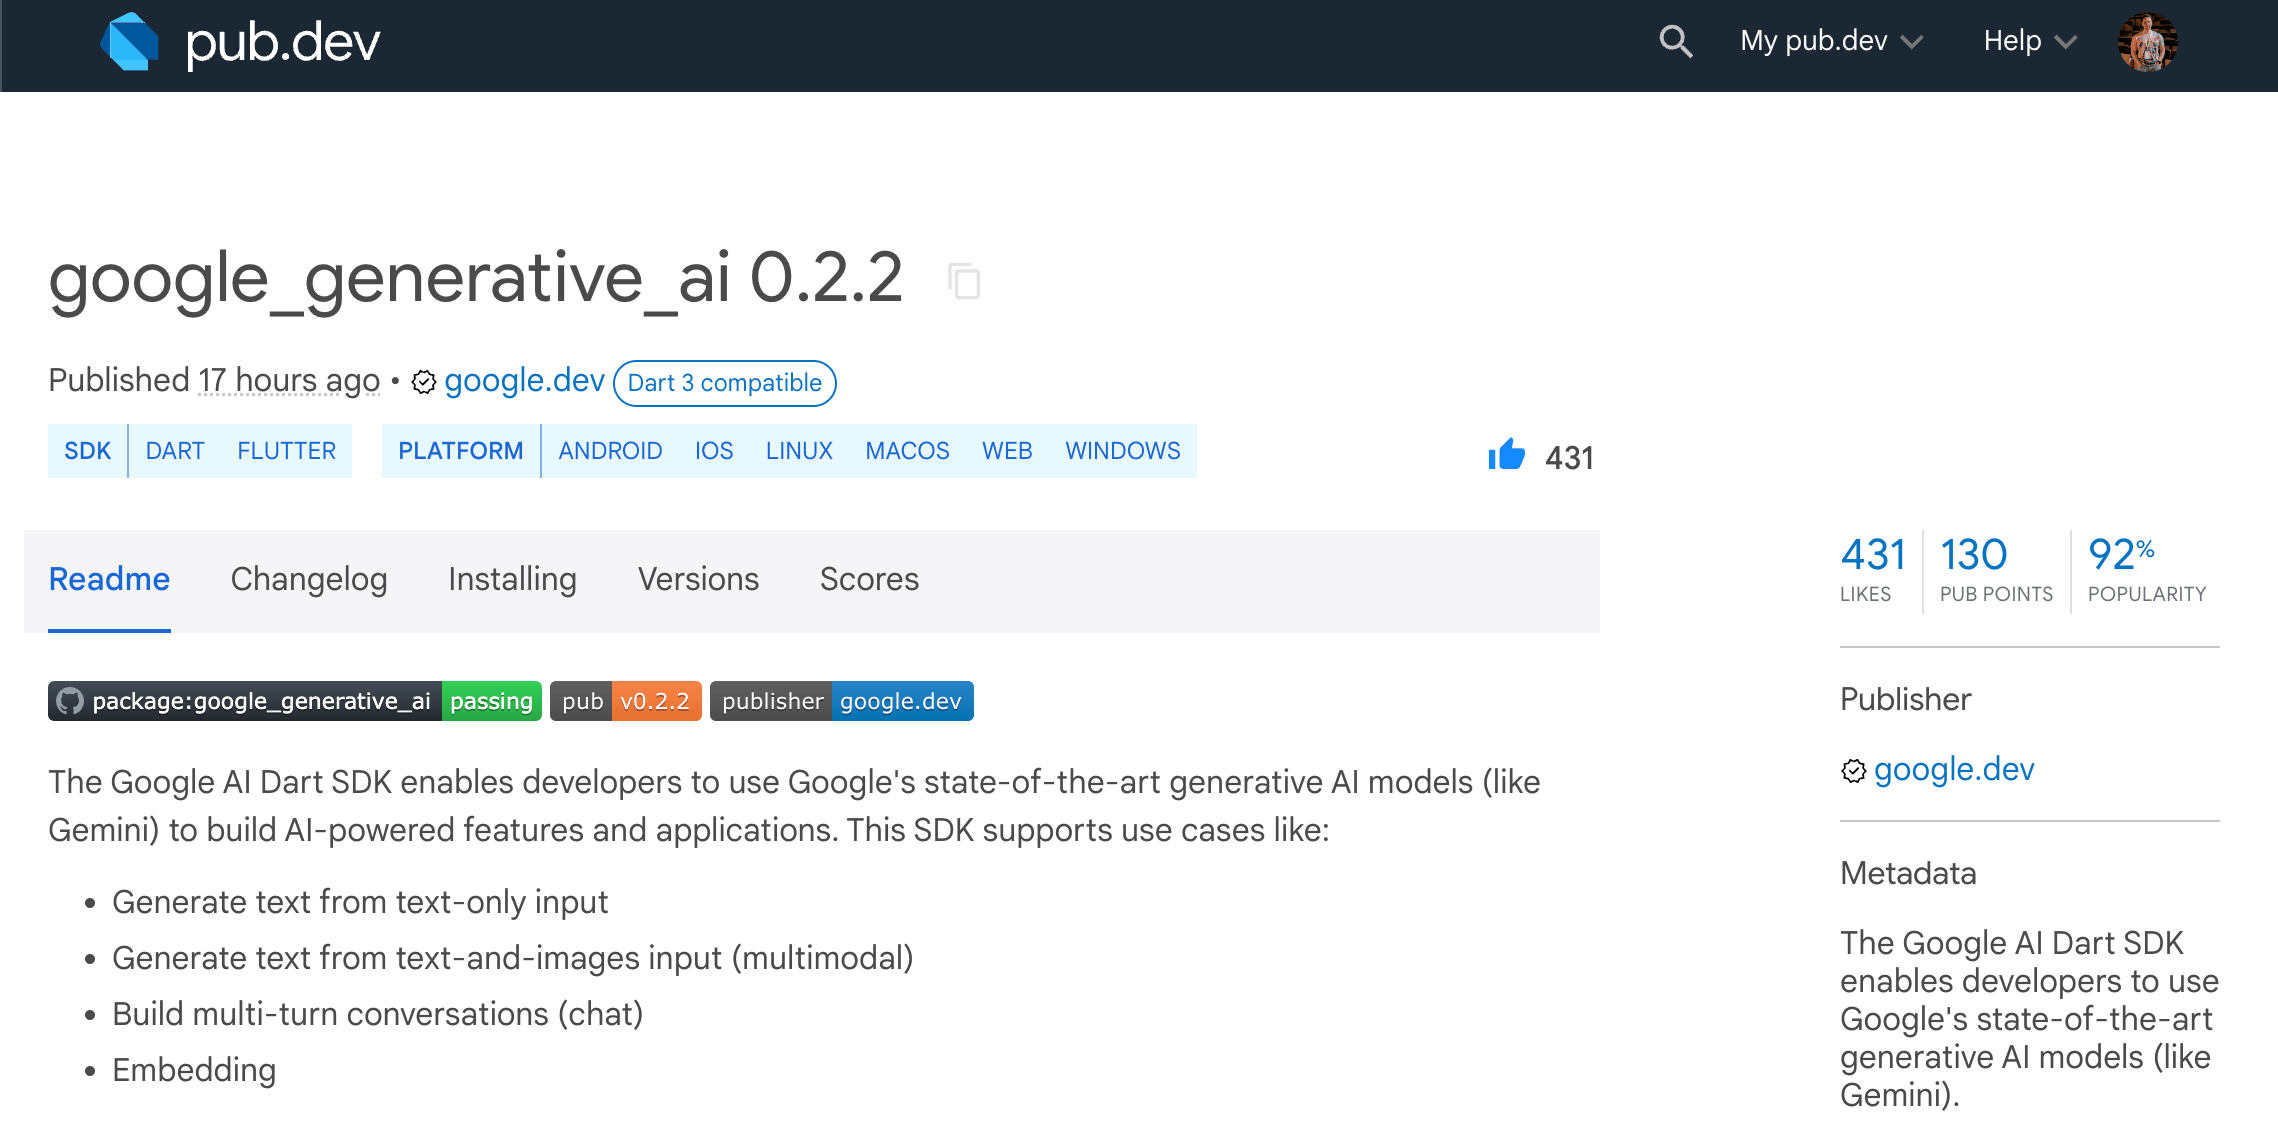 pub.dev
My pub.dev
Help
google_generative_ai 0.2.2
Published 17 hours ago • google.dev Dart 3 compatible
SDK DART FLUTTER PLATFORM ANDROID IOS LINUX MACOS WEB WINDOWS
431
Readme Changelog Installing Versions Scores
package:google_generative_ai passing pub v0.2.2 publisher google.dev
The Google AI Dart SDK enables developers to use Google's state-of-the-art generative AI models (like
Gemini) to build AI-powered features and applications. This SDK supports use cases like:
• Generate text from text-only input
• Generate text from text-and-images input (multimodal)
• Build multi-turn conversations (chat)
• Embedding
431 130 92%
LIKES PUB POINTS POPULARITY
Publisher
google.dev
Metadata
The Google AI Dart SDK
enables developers to use
Google's state-of-the-art
generative AI models (like
Gemini).